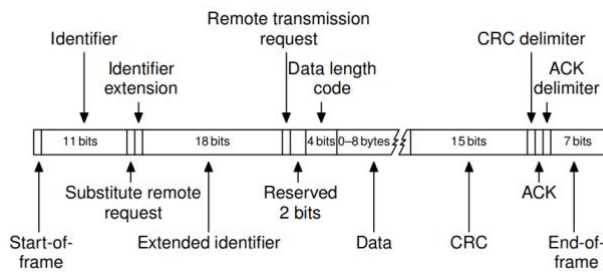 Remote transmission
request
Identifier
CRC delimiter
Identifier
extension
Data length
code
ACK
delimiter
11 bits
18 bits
4 bits
0–8 bytes
15 bits
7 bits
Substitute remote
request
Reserved
2 bits
ACK
Start-of-
frame
Extended identifier
Data
CRC
End-of-
frame